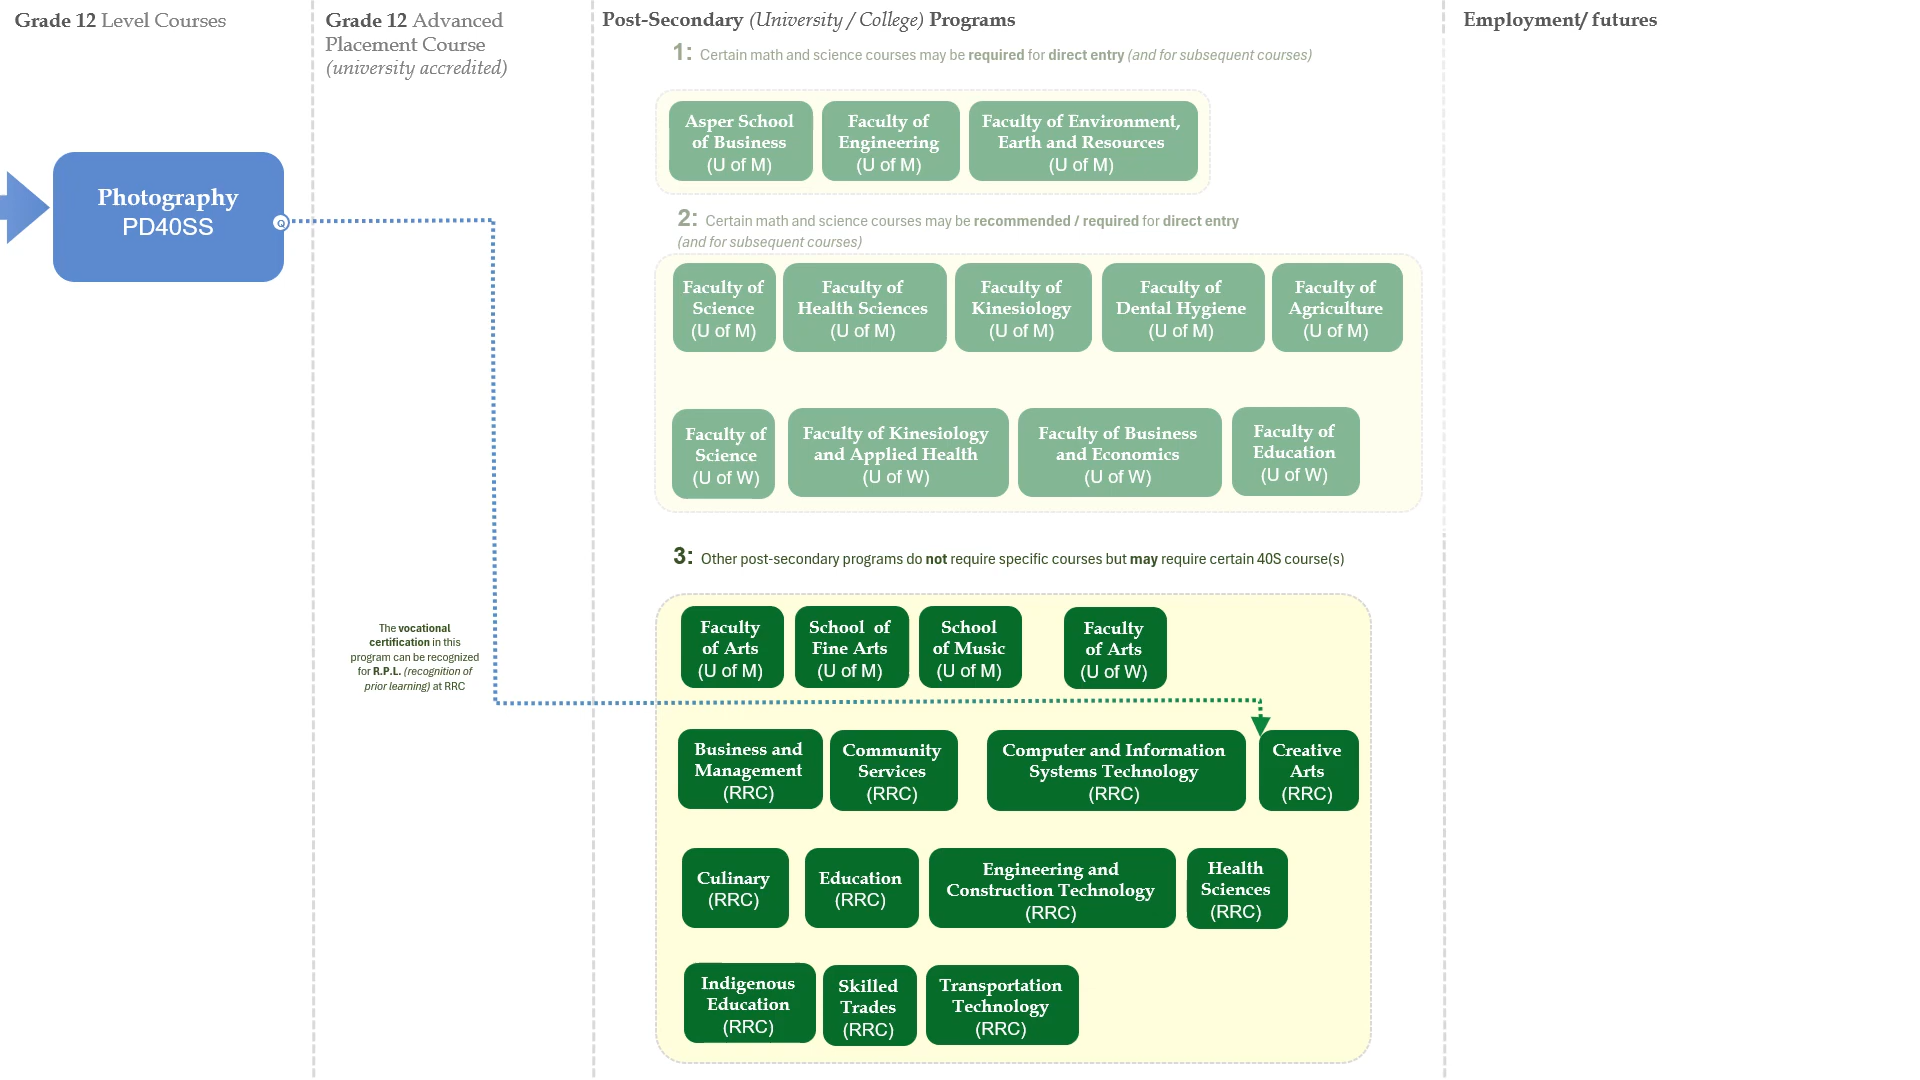 Grade 12 Level Courses
Grade 12 Advanced
Placement Course
(university accredited)
Post-Secondary (University / College) Programs
Employment/ futures
1: Certain math and science courses may be required for direct entry (and for subsequent courses)
Asper School
of Business
(U of M)
Faculty of
Engineering
(U of M)
Faculty of Environment,
Earth and Resources
(U of M)
Photography
PD40SS
Q
2: Certain math and science courses may be recommended / required for direct entry
(and for subsequent courses)
Faculty of
Science
(U of M)
Faculty of
Health Sciences
(U of M)
Faculty of
Kinesiology
(U of M)
Faculty of
Dental Hygiene
(U of M)
Faculty of
Agriculture
(U of M)
Faculty of
Science
(U of W)
Faculty of Kinesiology
and Applied Health
(U of W)
Faculty of Business
and Economics
(U of W)
Faculty of
Education
(U of W)
3: Other post-secondary programs do not require specific courses but may require certain 40S course(s)
The vocational
certification in this
program can be recognized
for R.P.L. (recognition of
prior learning) at RRC
Faculty
of Arts
(U of M)
School of
Fine Arts
(U of M)
School
of Music
(U of M)
Faculty
of Arts
(U of W)
Business and
Management
(RRC)
Community
Services
(RRC)
Computer and Information
Systems Technology
(RRC)
Creative
Arts
(RRC)
Culinary
(RRC)
Education
(RRC)
Engineering and
Construction Technology
(RRC)
Health
Sciences
(RRC)
Indigenous
Education
(RRC)
Skilled
Trades
(RRC)
Transportation
Technology
(RRC)